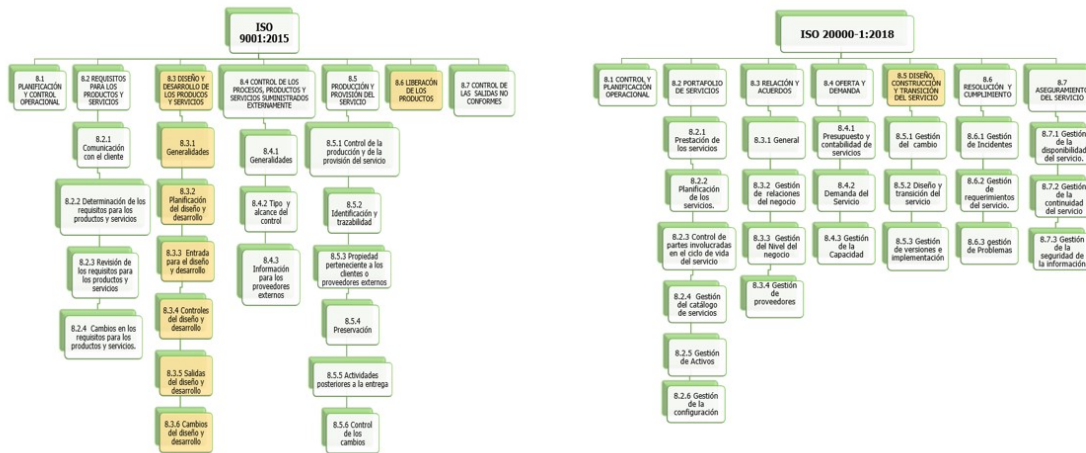 ISO
9001:2015
8.1
PLANIFICACIÓN
Y CONTROL
OPERACIONAL
8.2 REQUISITOS
PARA LOS
PRODUCTOS Y
SERVICIOS
8.2.1
Comunicación
con el cliente
8.2.2 Determinación de los
requisitos para los
productos y servicios
8.2.3 Revisión de
los requisitos para
los productos y
servicios
8.2.4 Cambios en los
requisitos para los
productos y servicios.
8.3 DISEÑO Y
DESARROLLO
DE LOS PRODUCOS
Y SERVICIOS
8.3.1
Generalidades
8.3.2
Planificación
del diseño y
desarrollo
8.3.3 Entrada
para el diseño
y desarrollo
8.3.4 Controles
del diseño y
desarrollo
8.3.5 Salidas
del diseño y
desarrollo
8.3.6 Cambios
del diseño y
desarrollo
8.4 CONTROL DE LOS
PROCESOS, PRODUCTOS Y
SERVICIOS SUMINISTRADOS
EXTERNAMENTE
8.4.1
Generalidades
8.4.2 Tipo y
alcance del
control
8.4.3
Información
para los
proveedores
externos
8.5
PRODUCCIÓN Y
PROVISIÓN DEL
SERVICIO
8.5.1 Control de la
producción y de la
provisión del servicio
8.5.2
Identificación y
trazabilidad
8.5.3 Propiedad
perteneciente a los
clientes o
proveedores externos
8.5.4
Preservación
8.5.5 Actividades
posteriores a la entrega
8.5.6
Control
de los
cambios
8.6 LIBERACÓN
DE LOS
PRODUCTOS
8.7 CONTROL DE
LAS SALIDAS NO
CONFORMES
ISO 20000-1:2018
8.1 CONTROL Y
PLANIFICACIÓN
OPERACIONAL
8.2 PORTAFOLIO
DE SERVICIOS
8.2.1
Prestación de
los servicios
8.2.2
Planificación
de los
servicios.
8.2.3 Control de
partes involucradas
en el ciclo de vida
del servicio
8.2.4 Gestión
del catálogo
de servicios
8.2.5 Gestión
de Activos
8.2.6 Gestión
de la
configuración
8.3 RELACIÓN Y
ACUERDOS
8.3.1 General
8.3.2 Gestión
de relaciones
del negocio
8.3.3 Gestión
del Nivel del
negocio
8.3.4 Gestión
de
proveedores
8.4 OFERTA Y
DEMANDA
8.4.1
Presupuesto y
contabilidad de
servicios
8.4.2
Demanda del
Servicio
8.4.3 Gestión
de la
Capacidad
8.5 DISEÑO,
CONSTRUCCIÓN
Y TRANSICIÓN
DEL SERVICIO
8.5.1 Gestión
del cambio
8.5.2 Diseño y
transición del
servicio.
8.5.3 Gestión
de versiones e
implementación
8.6
RESOLUCIÓN Y
CUMPLIMIENTO
8.6.1 Gestión
de Incidentes
8.6.2 Gestión
de
requerimientos
del servicio.
8.6.3 gestión
de Problemas
8.7
ASEGURAMIENTO
DEL SERVICIO
8.7.1 Gestión
de la
disponibilidad
del servicio.
8.7.2 Gestión
de la
continuidad
del servicio
8.7.3 Gestión
de la
seguridad de
la información.